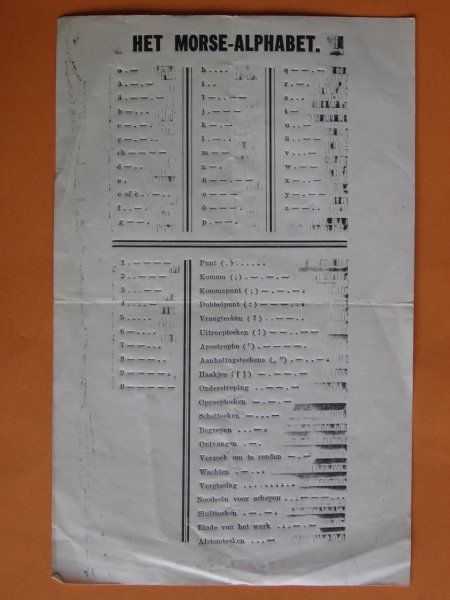 HET MORSE-ALPHABET.
a . —
b — . . .
c — . — .
ch — — — —
d — . .
e .
f . . — .
g — — .
h . . . .
i . .
j . — — —
k — . —
l . — . .
m — —
n — .
o — — —
p . — — .
q — — . —
r . — .
s . . .
t —
u . . —
v . . . —
w . — —
x — . . —
y — . — —
z — — . .
1 . — — — —
2 . . — — —
3 . . . — —
4 . . . . —
5 . . . . .
6 — . . . .
7 — — . . .
8 — — — . .
9 — — — — .
0 — — — — —
Punt (.) . . . . . .
Komma (,) . — . — . —
Kommapunt (;) — . — . — .
Dubbelpunt (:) — — — . . .
Vraagteeken (?) . . — — . .
Uitroepteeken (!)
Apostrophe (') . — — — — .
Aanhalingsteekens („ ") . — . . — .
Haakjes ([ ]) — . — — . —
Onderstreping . . — — . —
Oproepteeken — . — . —
Scheiteeken — . . . —
Begrepen . . . — .
Ontvangen . — .
Verzoek om te zenden — . —
Wachten . — . . .
Vergissing . . . . . . . .
Noodsein voor schepen . . . — — — . . .
Sluitteeken . — . — .
Einde van het werk . . . — . —
Afstemteeken . . . —